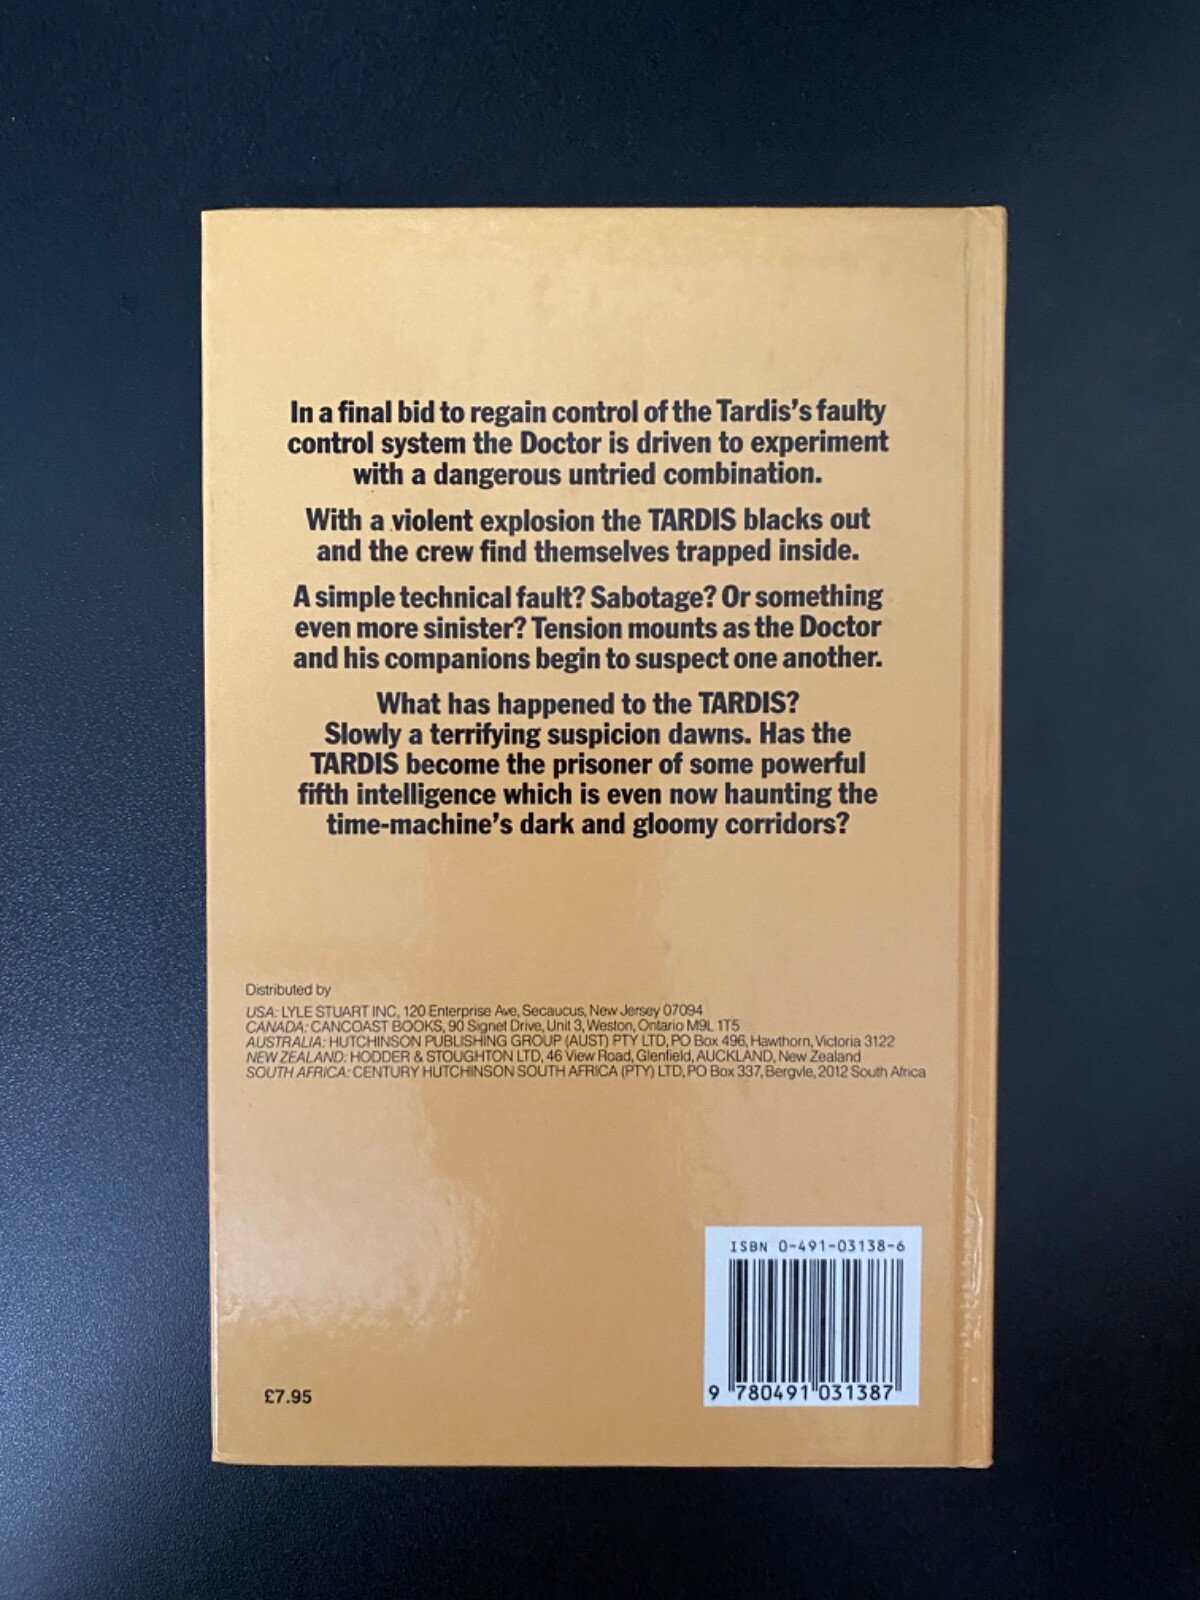 In a final bid to regain control of the Tardis's faulty
control system the Doctor is driven to experiment
with a dangerous untried combination.
With a violent explosion the TARDIS blacks out
and the crew find themselves trapped inside.
A simple technical fault? Sabotage? Or something
even more sinister? Tension mounts as the Doctor
and his companions begin to suspect one another.
What has happened to the TARDIS?
Slowly a terrifying suspicion dawns. Has the
TARDIS become the prisoner of some powerful
fifth intelligence which is even now haunting the
time-machine's dark and gloomy corridors?
Distributed by
USA: LYLE STUART INC, 120 Enterprise Ave, Secaucus, New Jersey 07094
CANADA: CANCOAST BOOKS, 90 Signet Drive, Unit 3, Weston, Ontario M9L 1T5
AUSTRALIA: HUTCHINSON PUBLISHING GROUP (AUST) PTY LTD, PO Box 496, Hawthorn, Victoria 3122
NEW ZEALAND: HODDER & STOUGHTON LTD, 46 View Road, Glenfield, AUCKLAND, New Zealand
SOUTH AFRICA: CENTURY HUTCHINSON SOUTH AFRICA (PTY) LTD, PO Box 337, Bergvle, 2012 South Africa
ISBN 0-491-03138-6
9 780491 031387
£7.95